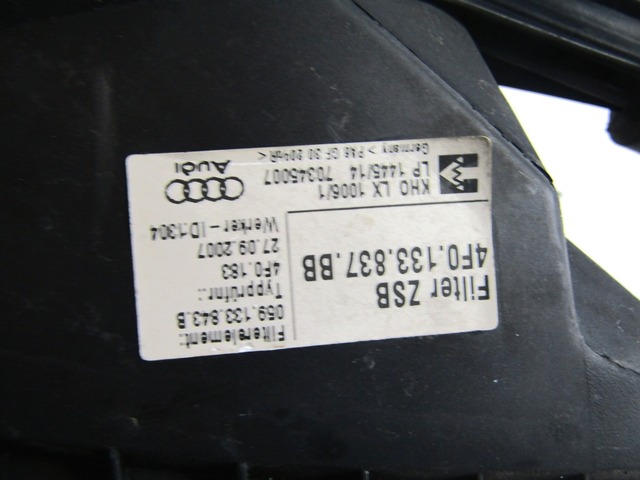 Filter ZSB
4F0.133.837.BB
Filterelement:
059.133.843.B
Typprüfnr.:
4F0.183
27.09.2007
Werker-ID:1304
KHO LX 1006/1
LP 1445/14 70345007
Germany
Audi